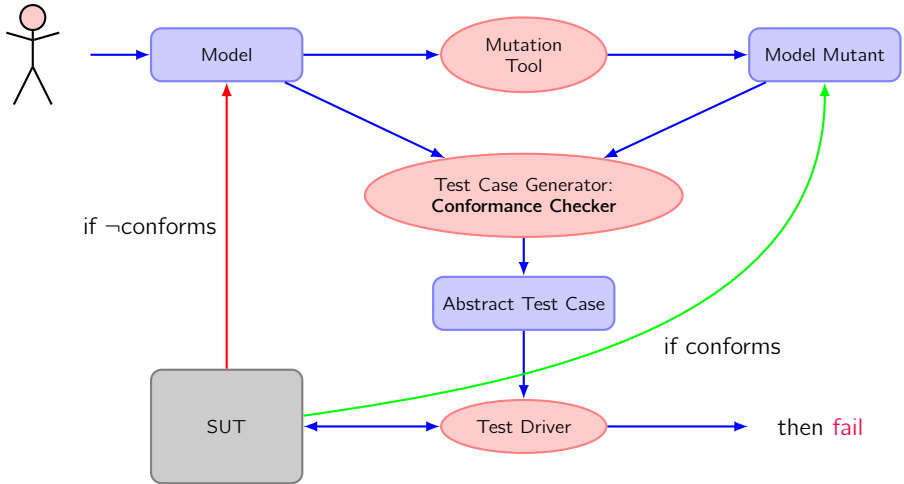 Model
Mutation
Tool
Model Mutant
Test Case Generator:
Conformance Checker
if ¬conforms
Abstract Test Case
if conforms
SUT
Test Driver
then fail